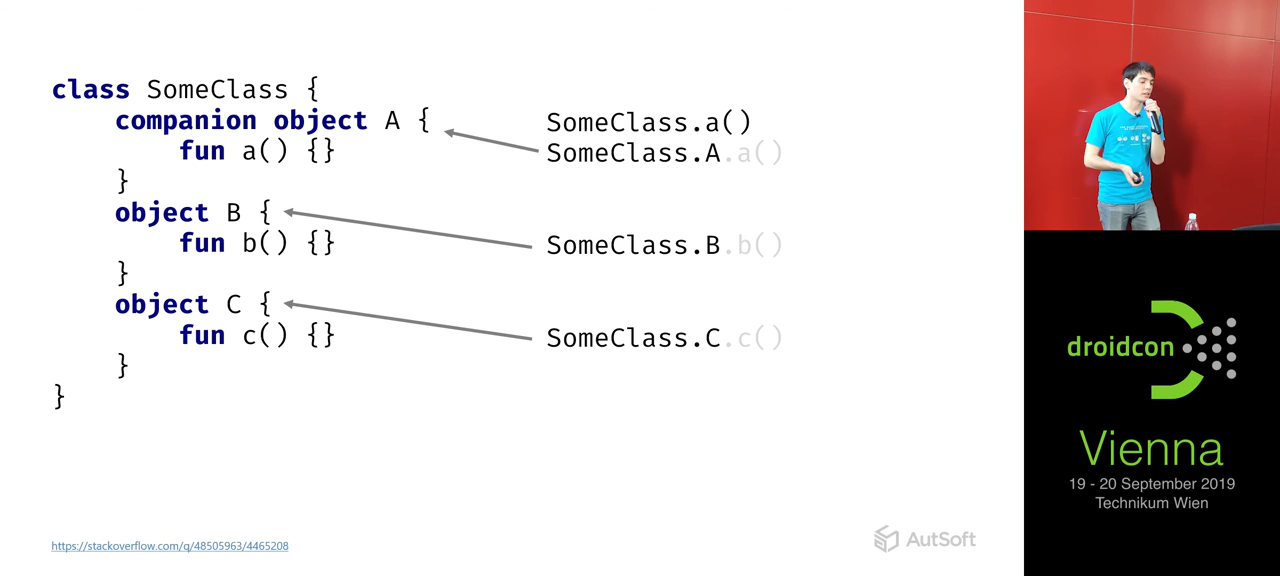 class SomeClass {
companion object A {
fun a() {}
}
object B {
fun b() {}
}
object C {
fun c() {}
}
}
SomeClass.a()
SomeClass.A.a()
SomeClass.B.b()
SomeClass.C.c()
https://stackoverflow.com/q/48505963/4465208
AutSoft
droidcon
Vienna
19 - 20 September 2019
Technikum Wien